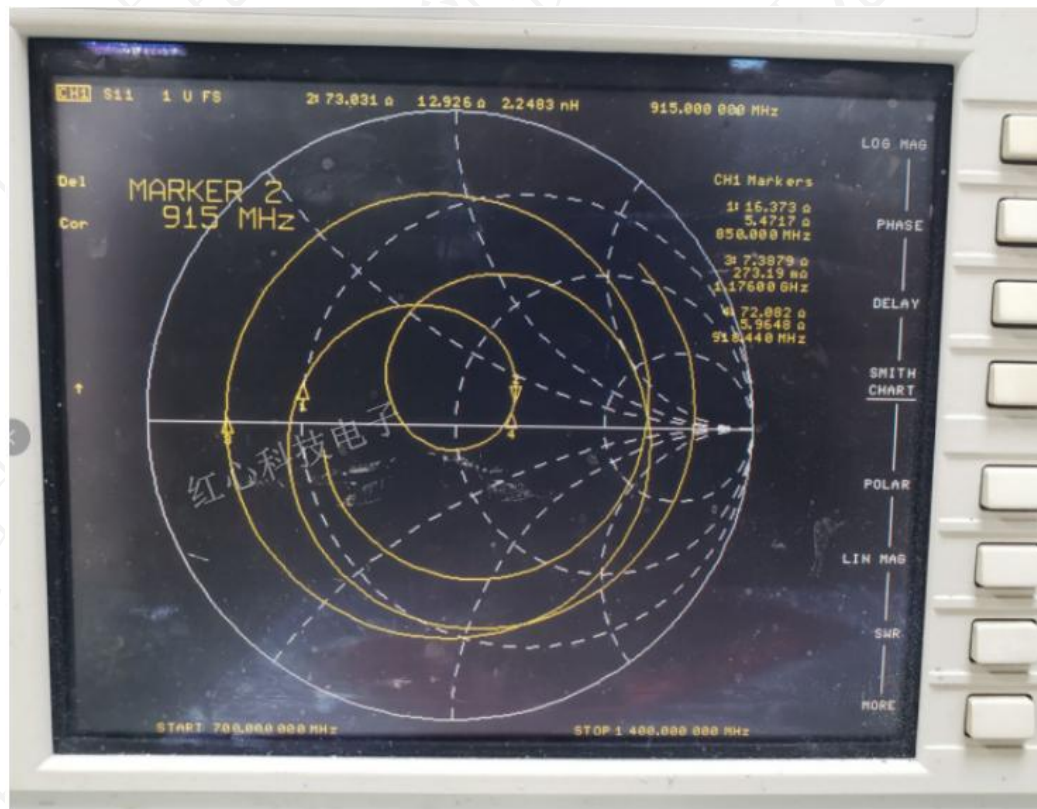 CH1 S11 1 U FS 2: 73.031 Ω 12.926 Ω 2.2483 nH 915.000 000 MHz
LOG MAG
Del
MARKER 2
915 MHz
Cor
CH1 Markers
1: 16.373 Ω
5.4717 Ω
850.000 MHz
PHASE
3: 7.3879 Ω
273.19 mΩ
1.17600 GHz
DELAY
4: 72.082 Ω
5.9648 Ω
918.440 MHz
SMITH
CHART
↑
1
2
3
4
红心科技电子
POLAR
LIN MAG
SWR
MORE
START 700.000 000 MHz STOP 1 400.000 000 MHz